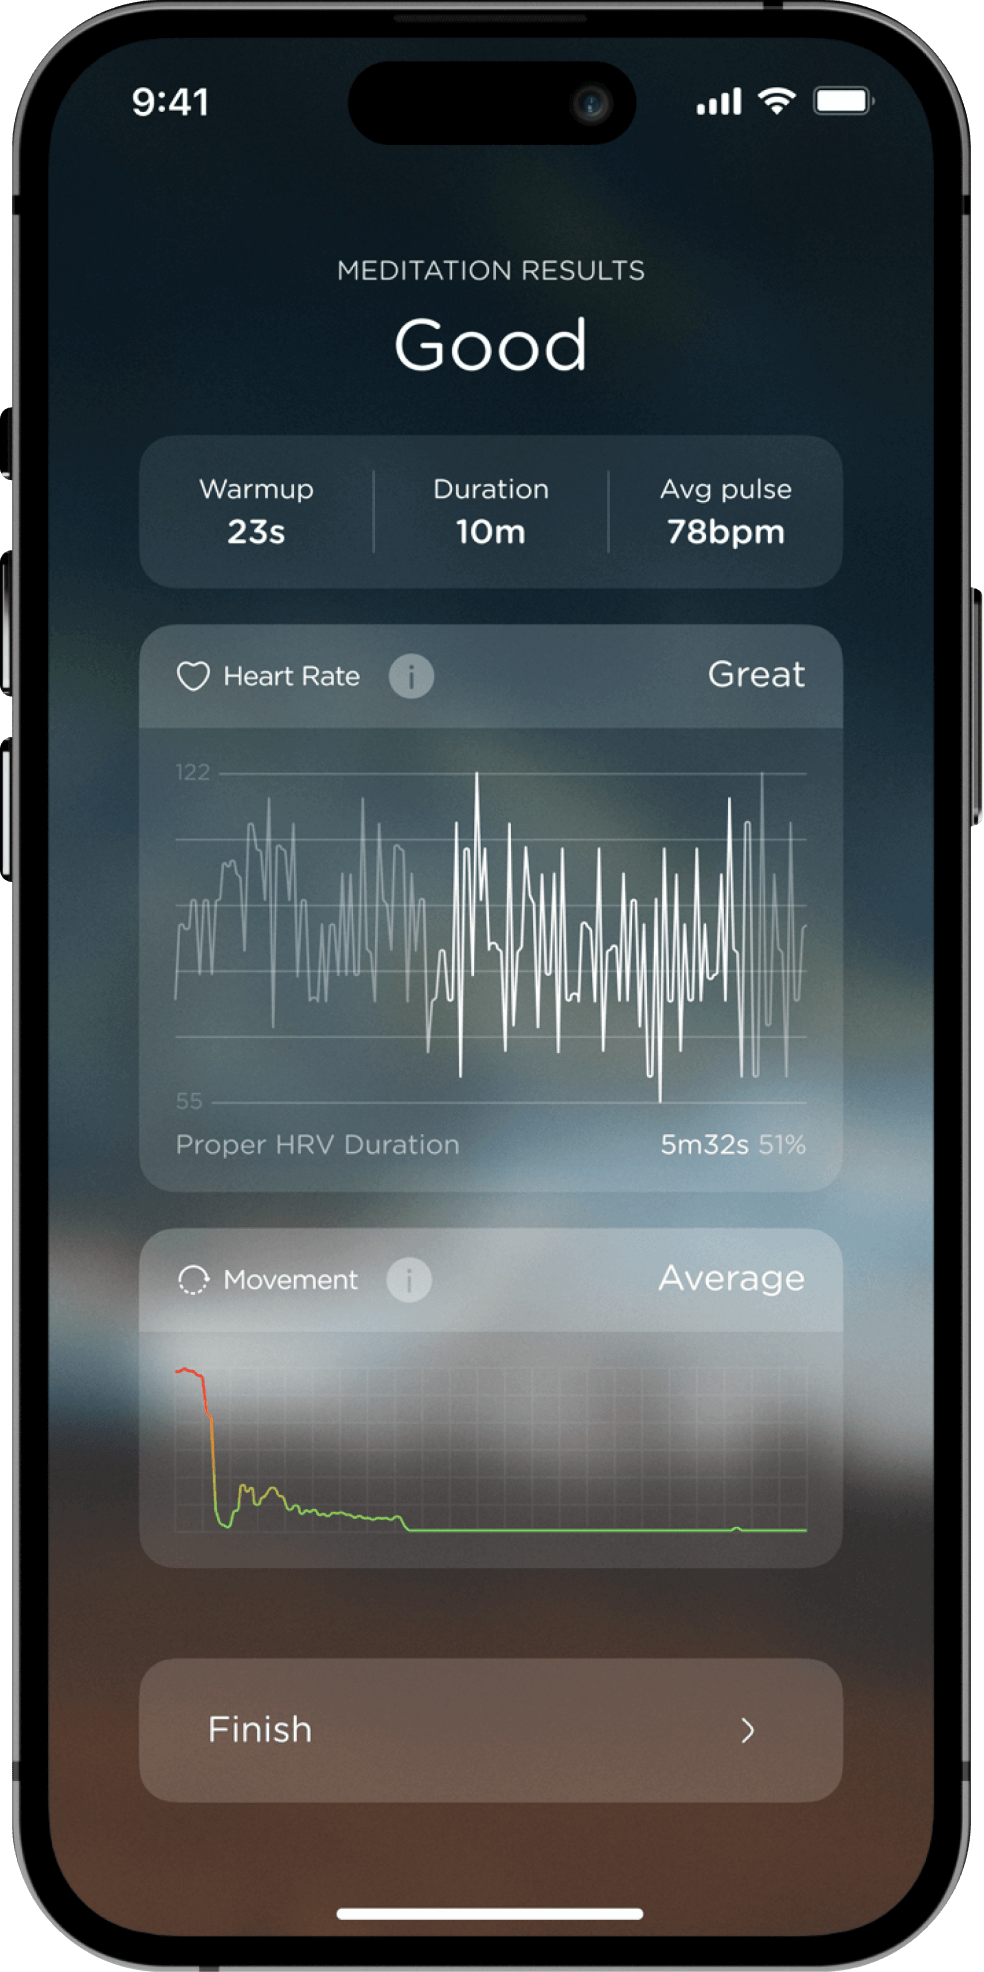 9:41
MEDITATION RESULTS
Good
Warmup Duration Avg pulse
23s 10m 78bpm
Heart Rate i Great
122
55
Proper HRV Duration 5m32s 51%
Movement i Average
Finish